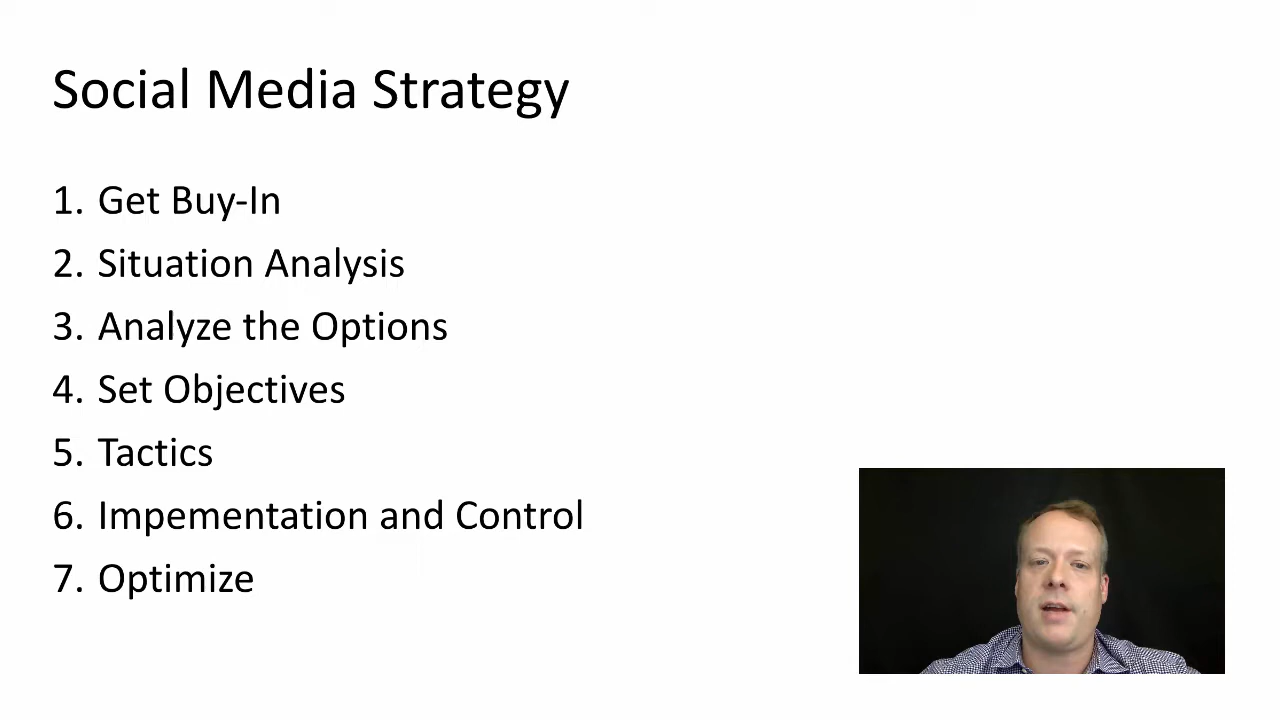 Social Media Strategy
1. Get Buy-In
2. Situation Analysis
3. Analyze the Options
4. Set Objectives
5. Tactics
6. Impementation and Control
7. Optimize